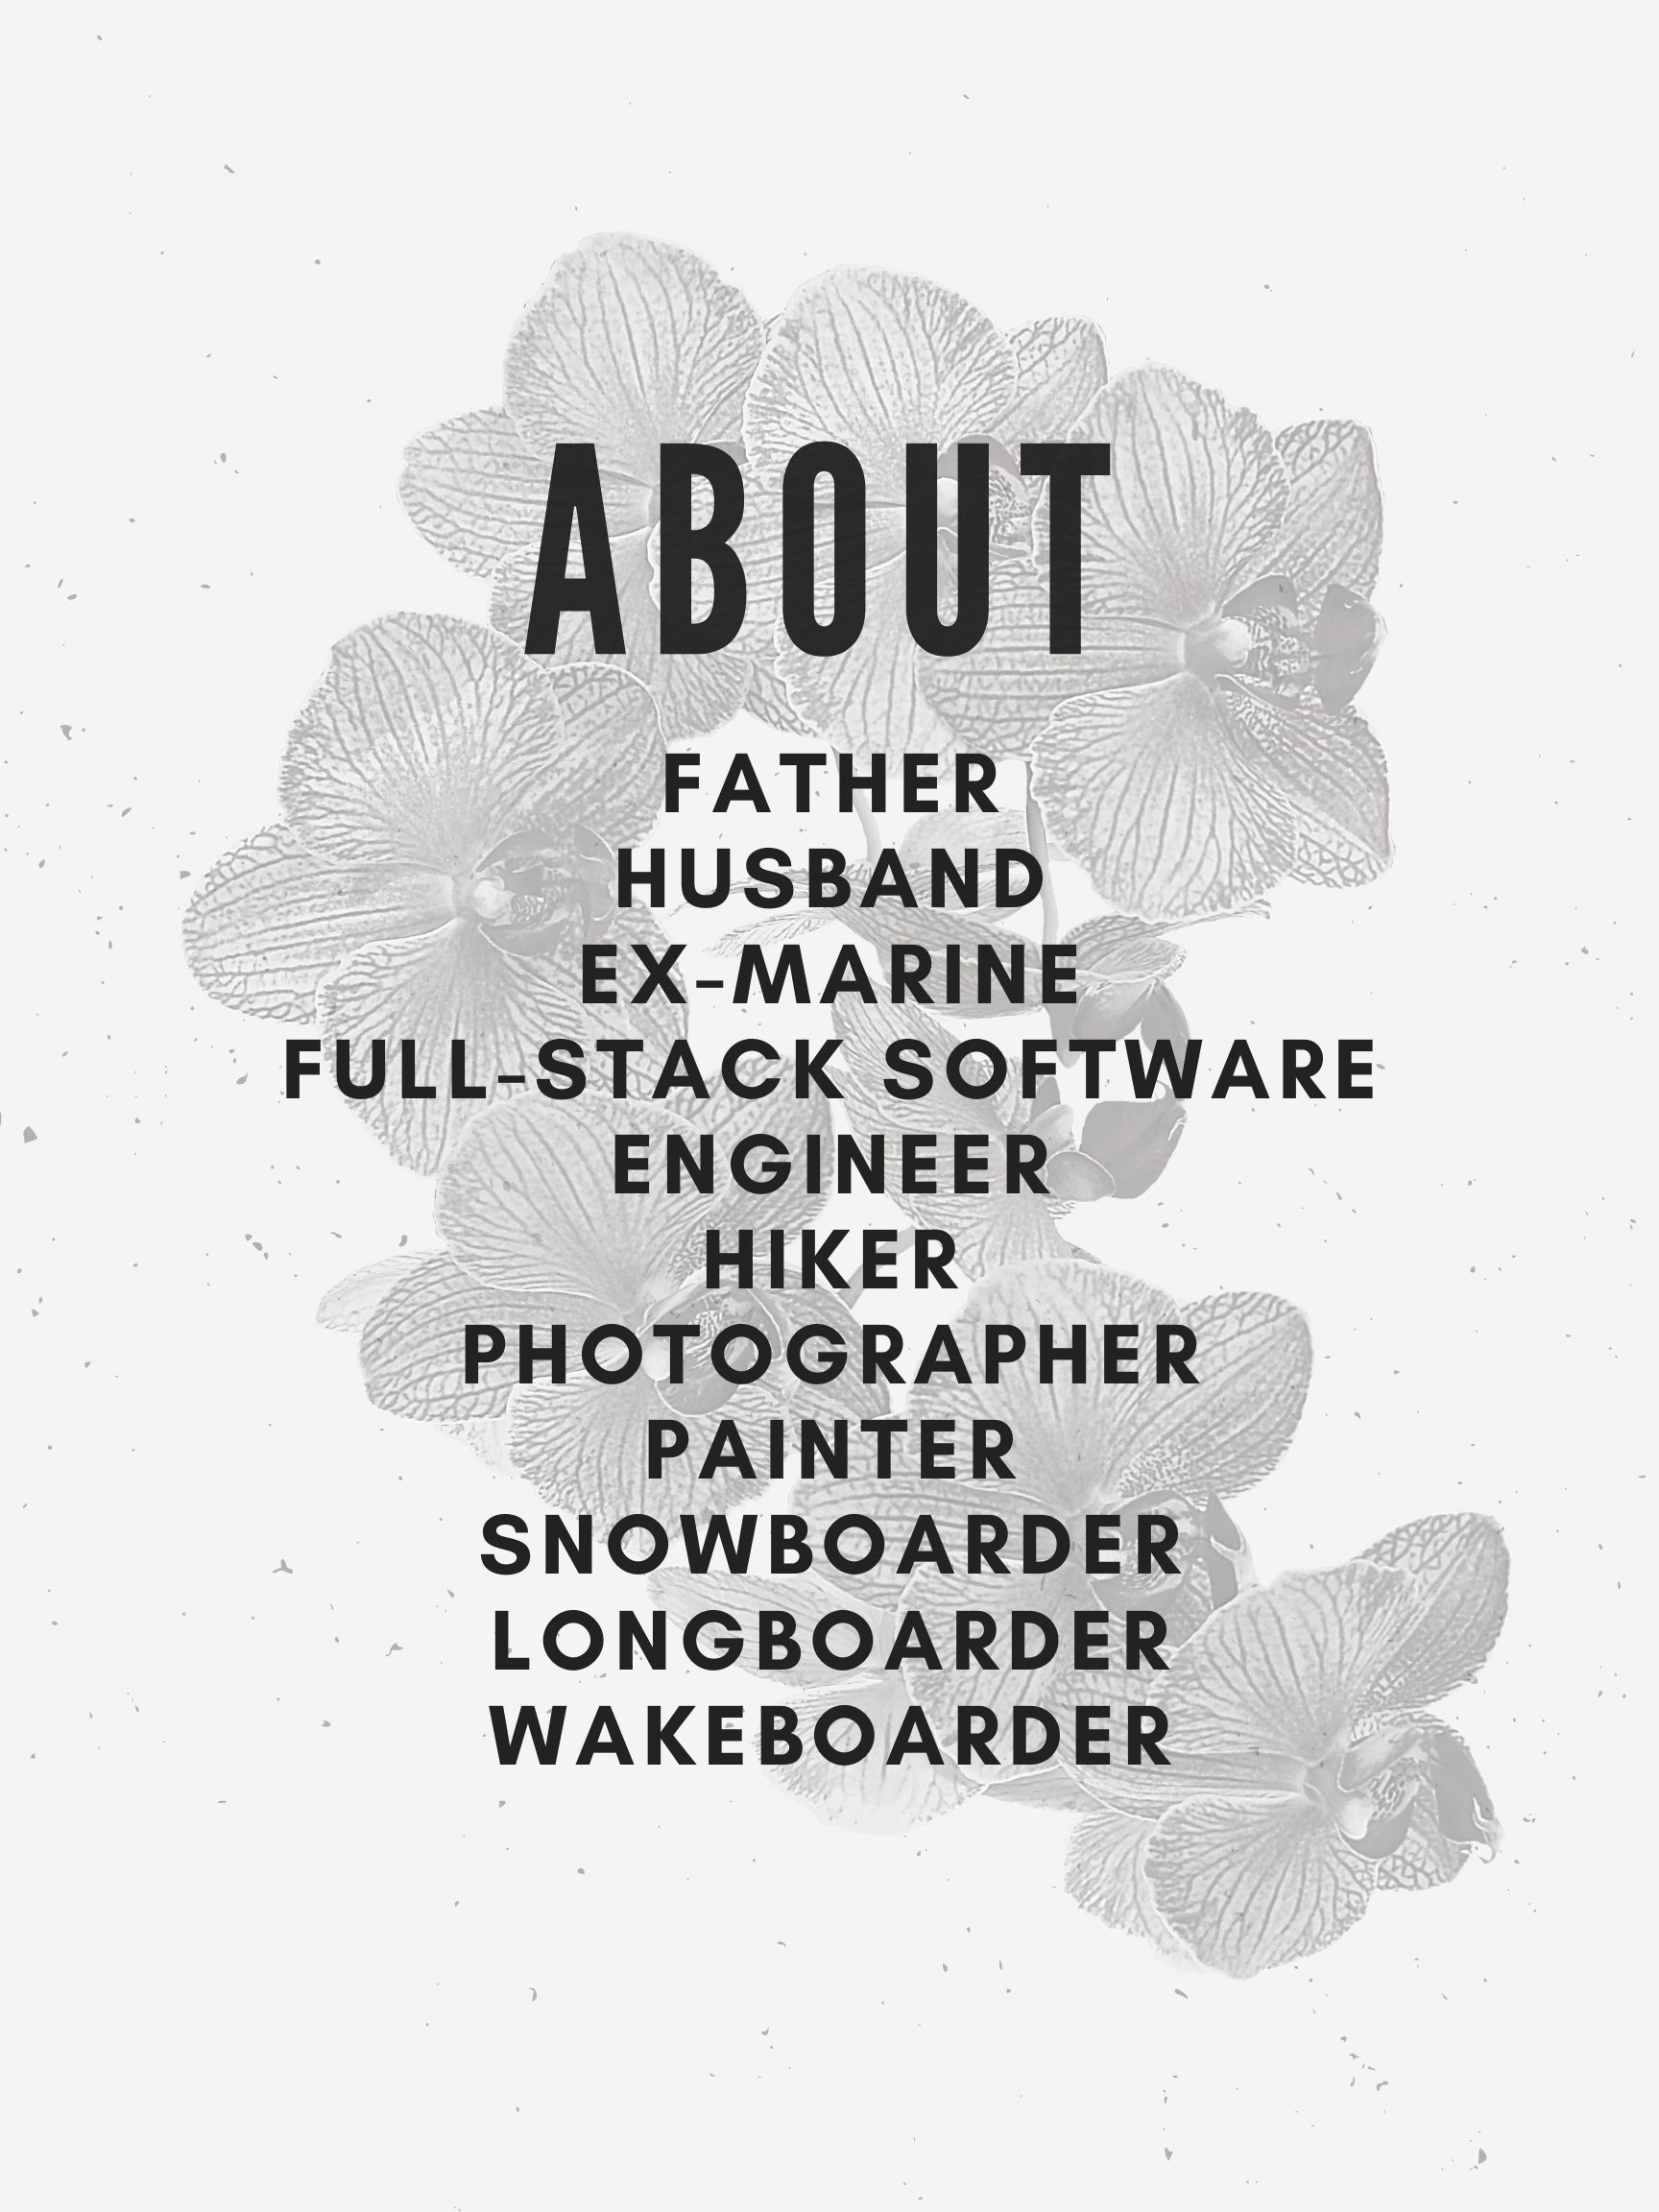 ABOUT
FATHER
HUSBAND
EX-MARINE
FULL-STACK SOFTWARE
ENGINEER
HIKER
PHOTOGRAPHER
PAINTER
SNOWBOARDER
LONGBOARDER
WAKEBOARDER